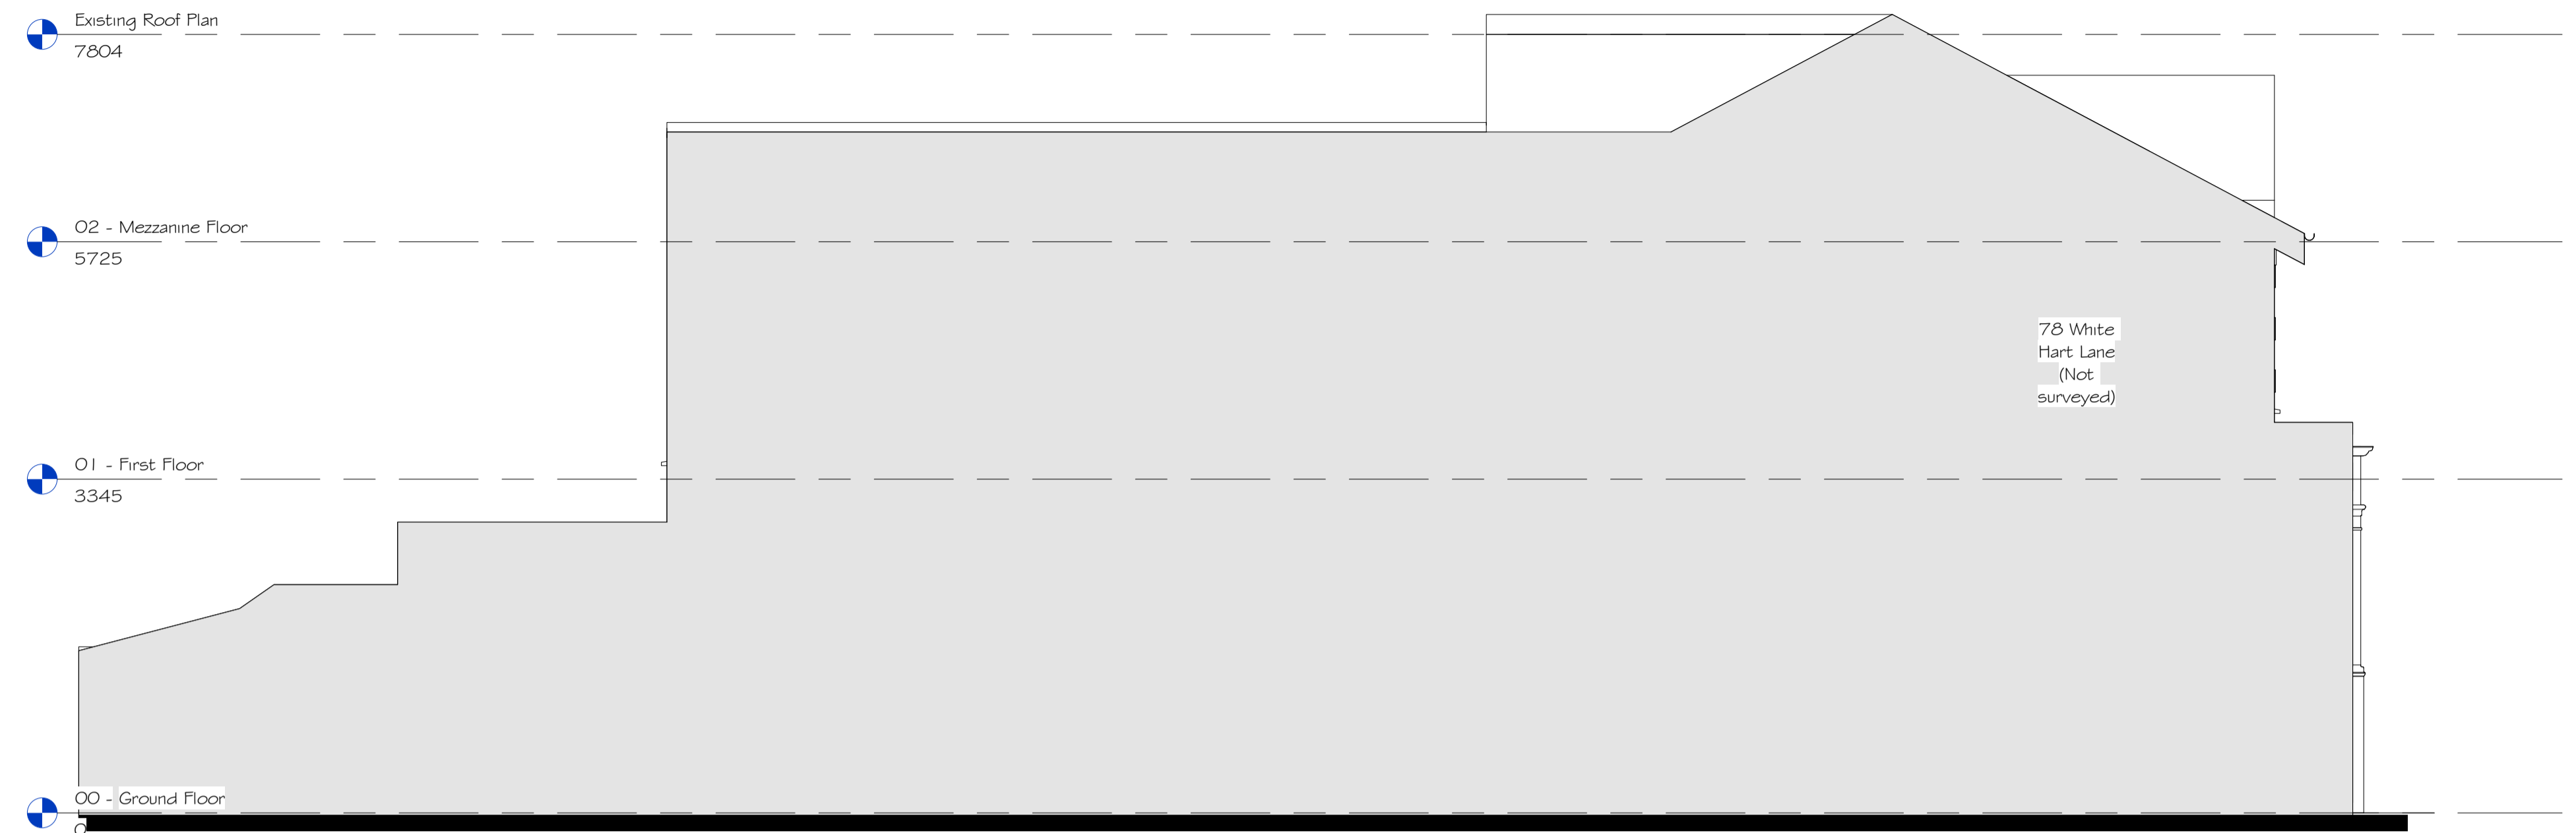 Existing Roof Plan
7804
02 - Mezzanine Floor
5725
78 White
Hart Lane
(Not
surveyed)
01 - First Floor
3345
00 - Ground Floor
0